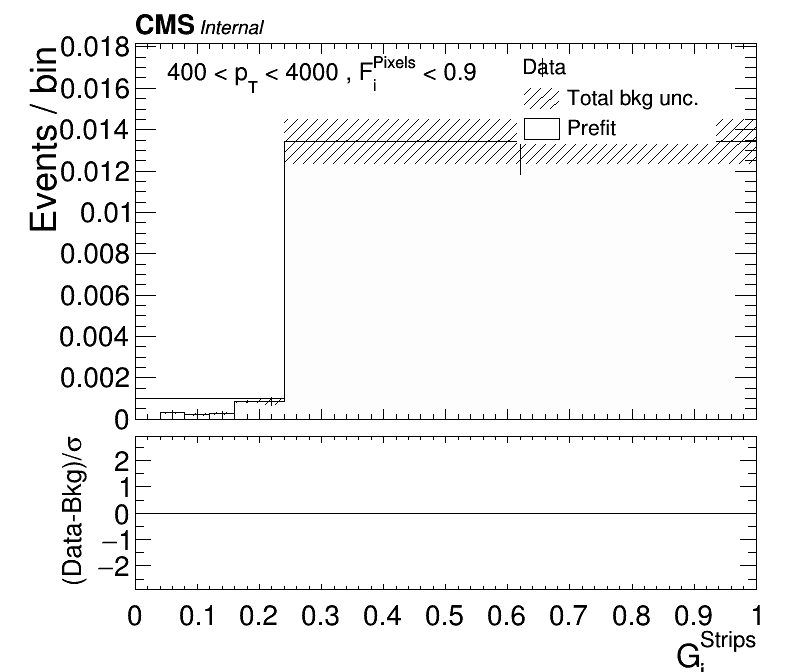 CMS Internal
400 < p_T < 4000 , F_i^Pixels < 0.9
Data
Total bkg unc.
Prefit
Events / bin
0.018
0.016
0.014
0.012
0.01
0.008
0.006
0.004
0.002
0
(Data-Bkg)/σ
2
1
0
−1
−2
0 0.1 0.2 0.3 0.4 0.5 0.6 0.7 0.8 0.9 1
G_i^Strips